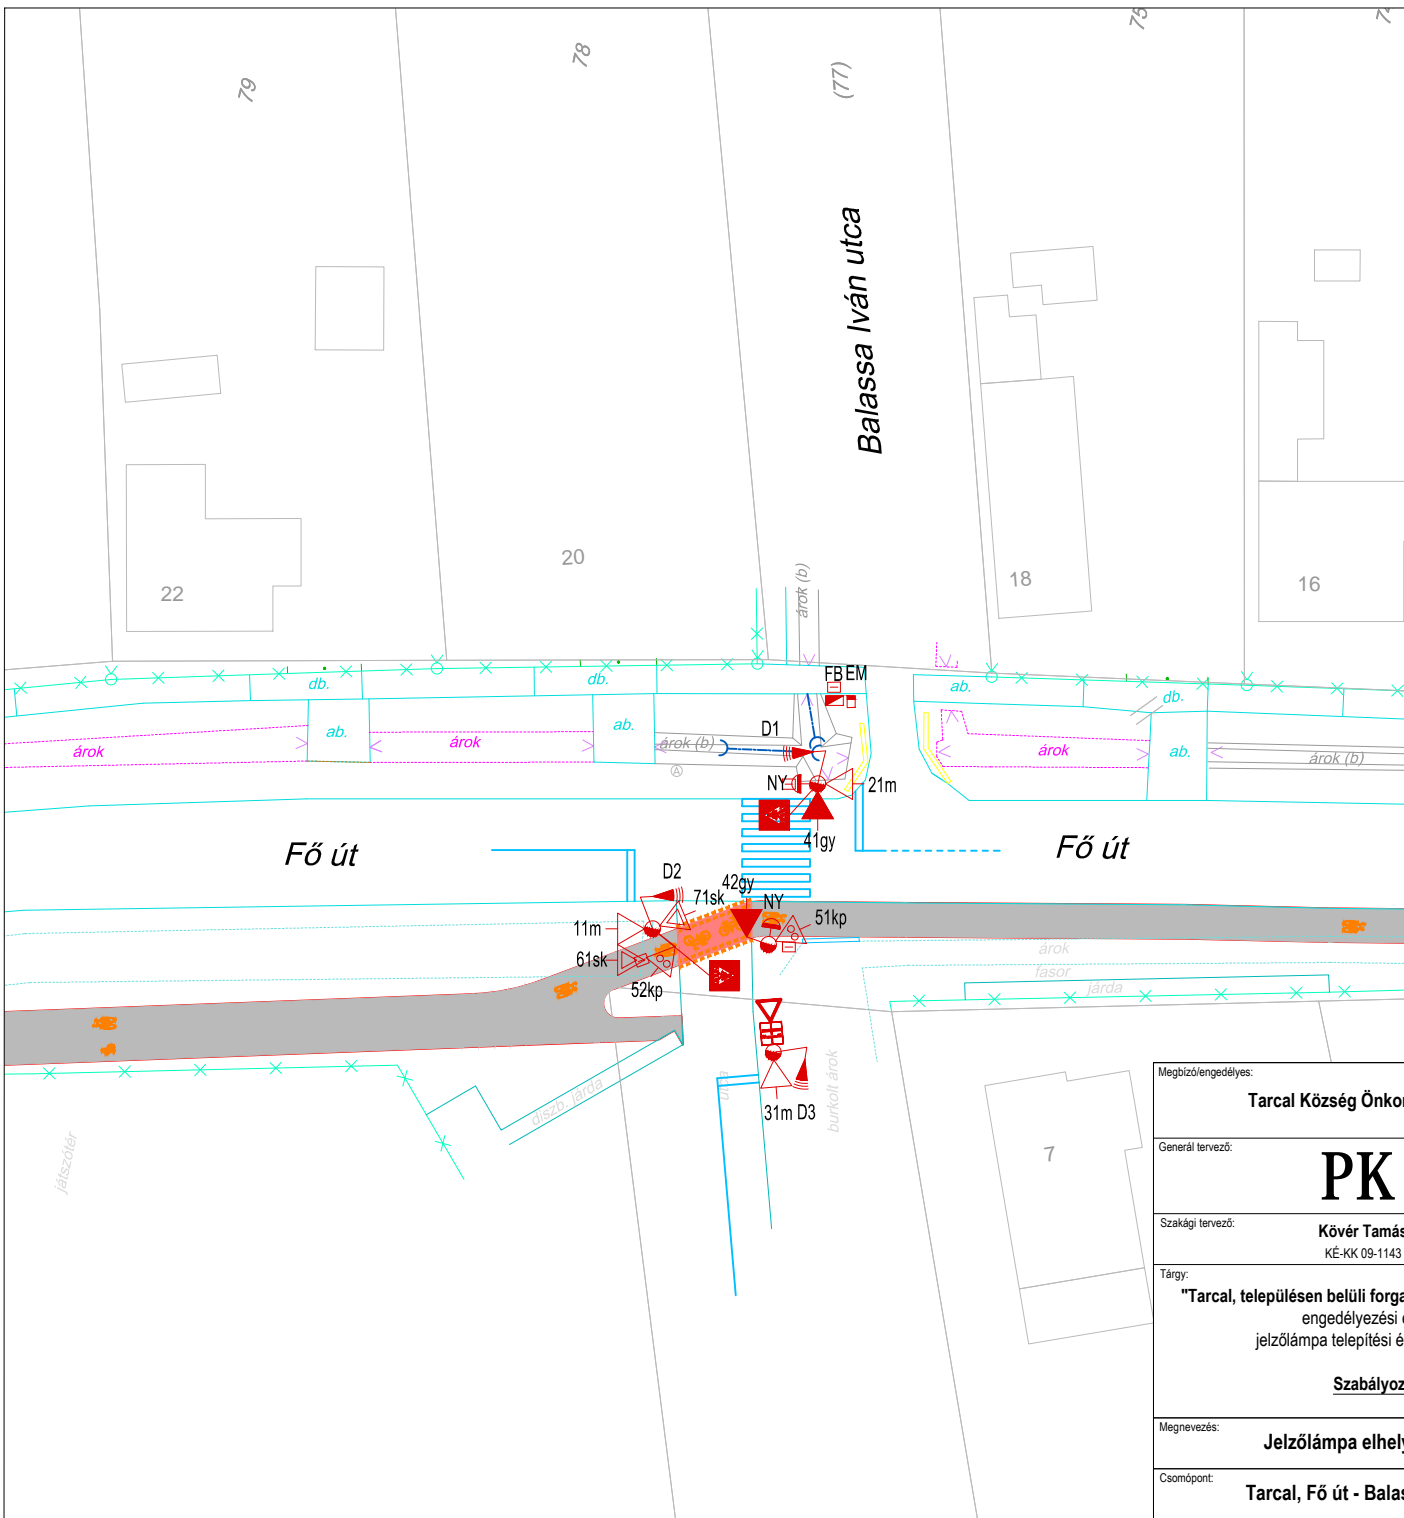 79
78
(77)
75
Balassa Iván utca
22
20
18
16
árok (b)
db.
db.
FB EM
ab.
db.
árok
ab.
árok
ab.
árok (b)
D1
árok
ab.
árok (b)
A
NY
21m
41gy
Fő út
Fő út
D2
42gy
71sk
NY
51kp
11m
61sk
52kp
árok
fasor
járda
utca
burkolt árok
31m D3
díszb. járda
játszótér
7
Megbízó/engedélyes:
Tarcal Község Önkor
Generál tervező:
PK
Szakági tervező:
Kövér Tamás
KÉ-KK 09-1143
Tárgy:
"Tarcal, településen belüli forga
engedélyezési
jelzőlámpa telepítési é
Szabályoz
Megnevezés:
Jelzőlámpa elhely
Csomópont:
Tarcal, Fő út - Balas